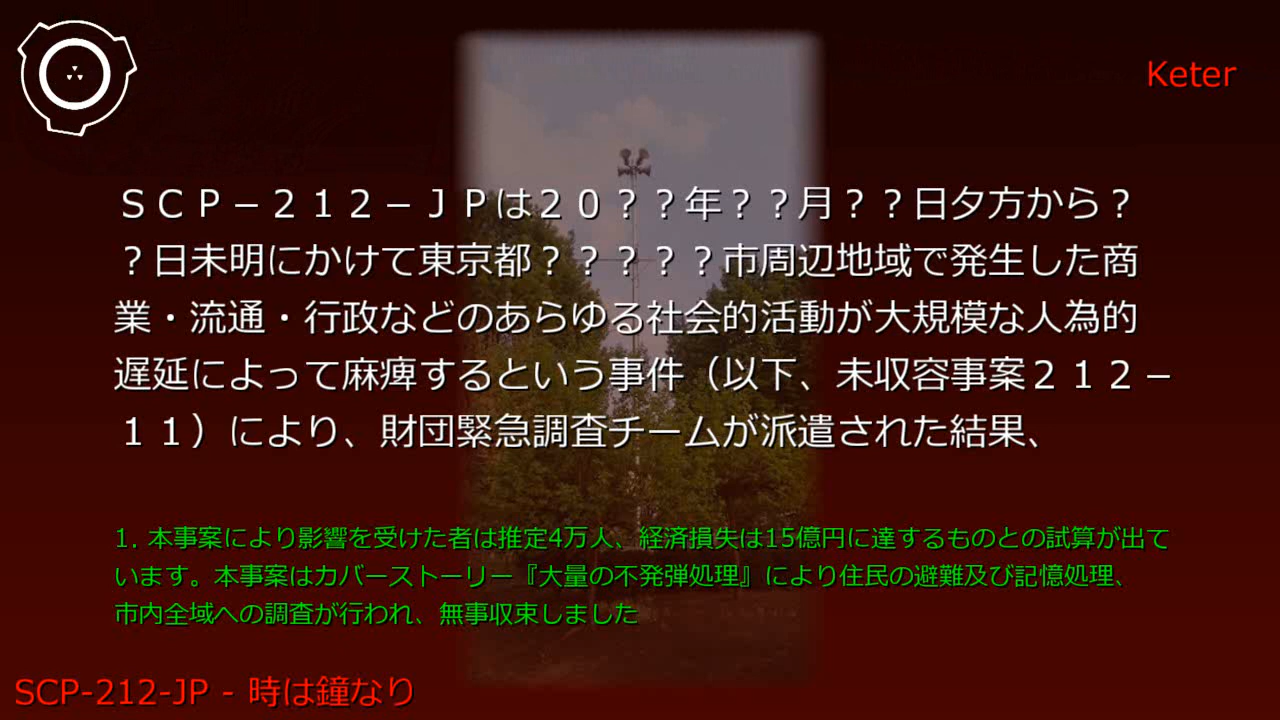 Keter
ＳＣＰ－２１２－ＪＰは２０？？年？？月？？日夕方から？
？日未明にかけて東京都？？？？？市周辺地域で発生した商
業・流通・行政などのあらゆる社会的活動が大規模な人為的
遅延によって麻痺するという事件（以下、未収容事案２１２－
１１）により、財団緊急調査チームが派遣された結果、
1. 本事案により影響を受けた者は推定4万人、経済損失は15億円に達するものとの試算が出て
います。本事案はカバーストーリー『大量の不発弾処理』により住民の避難及び記憶処理、
市内全域への調査が行われ、無事収束しました
SCP-212-JP - 時は鐘なり